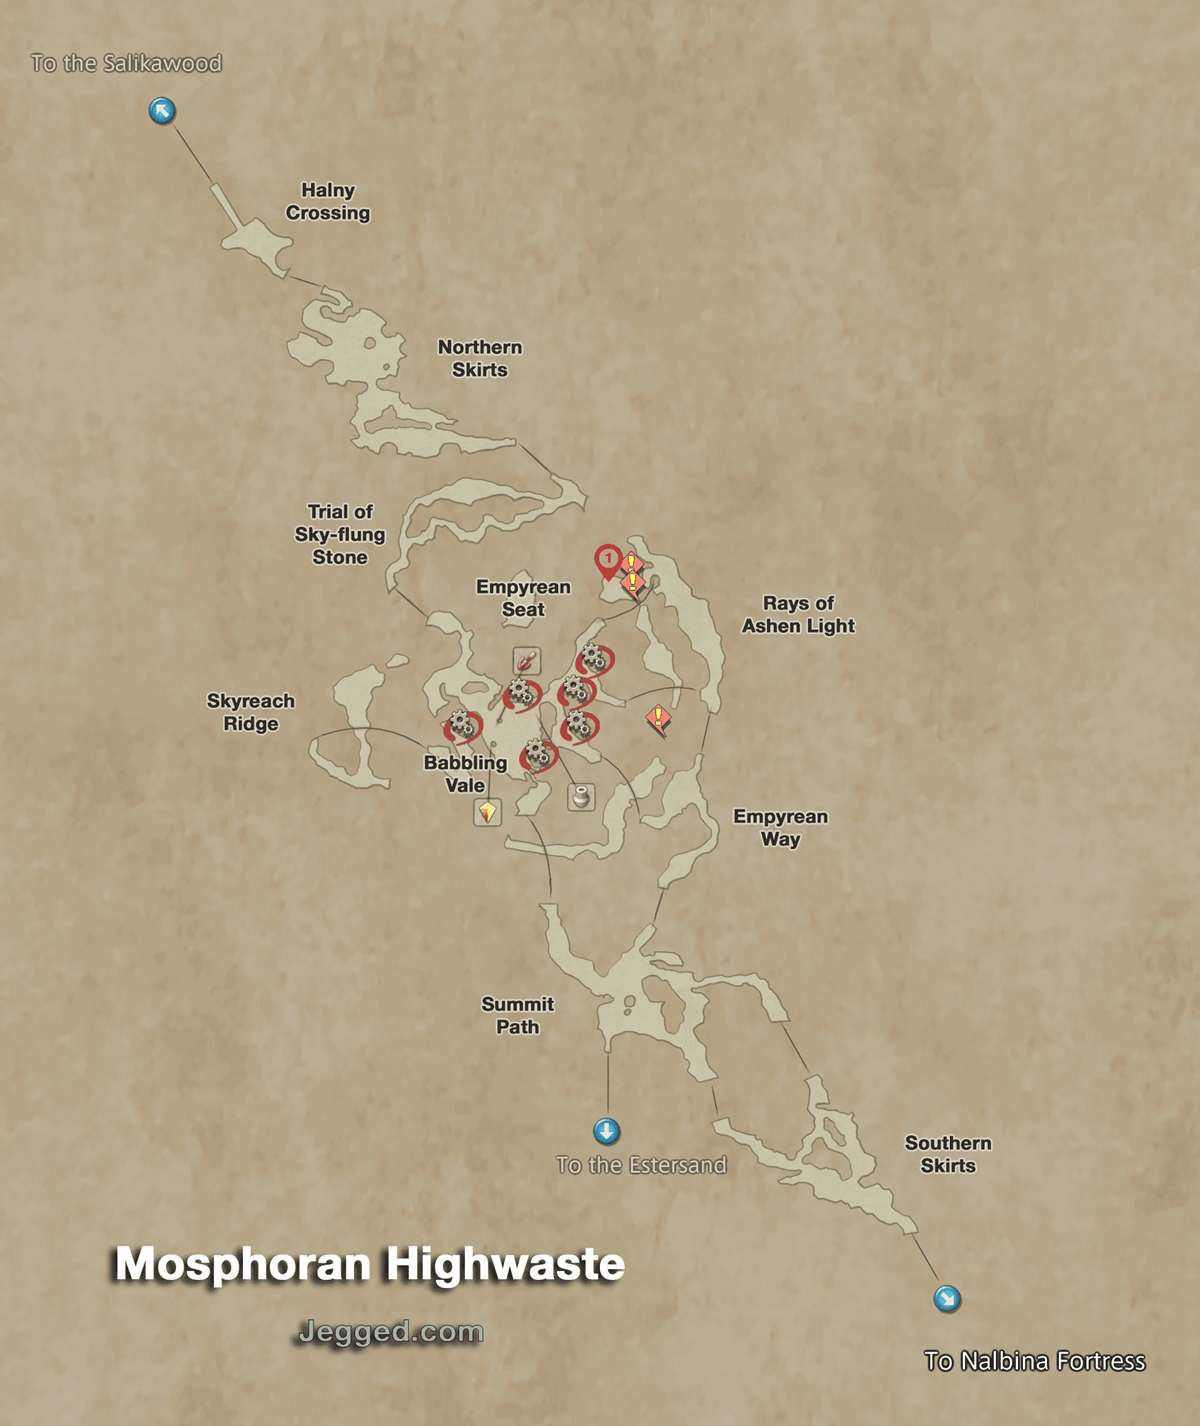 To the Salikawood
Halny
Crossing
Northern
Skirts
Trial of
Sky-flung
Stone
1
Empyrean
Seat
Rays of
Ashen Light
Skyreach
Ridge
Babbling
Vale
Empyrean
Way
Summit
Path
To the Estersand
Southern
Skirts
Mosphoran Highwaste
Jegged.com
To Nalbina Fortress